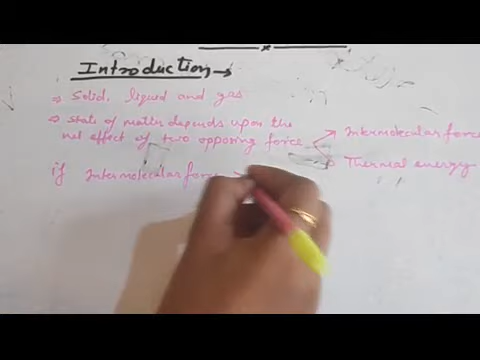 Introduction →
⇒ Solid, liquid and gas
⇒ State of matter depends upon the
net effect of two opposing force
Intermolecular force
Thermal energy
if Intermolecular force